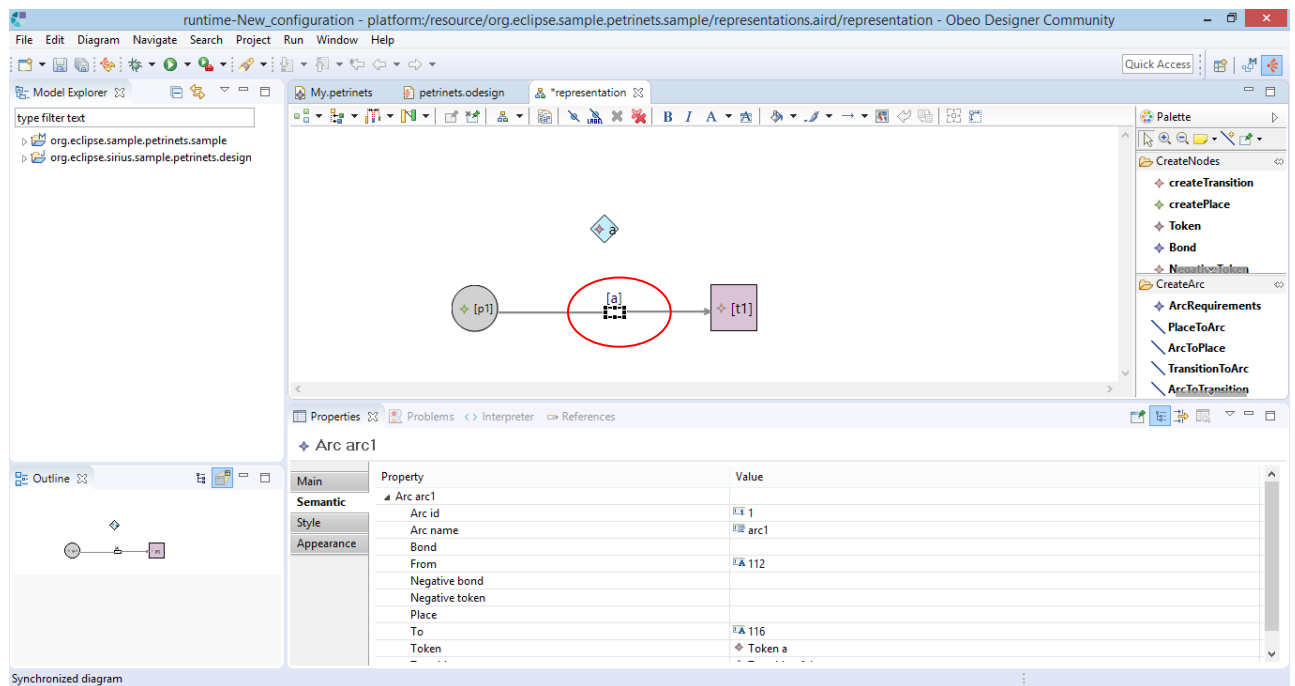 runtime-New_configuration - platform:/resource/org.eclipse.sample.petrinets.sample/representations.aird/representation - Obeo Designer Community
File Edit Diagram Navigate Search Project Run Window Help
Quick Access
Model Explorer
type filter text
org.eclipse.sample.petrinets.sample
org.eclipse.sirius.sample.petrinets.design
My.petrinets petrinets.odesign *representation
B I A
a
[p1] [a] [t1]
Palette
CreateNodes
createTransition
createPlace
Token
Bond
NegativeToken
CreateArc
ArcRequirements
PlaceToArc
ArcToPlace
TransitionToArc
ArcToTransition
Outline
Properties Problems Interpreter References
Arc arc1
Main
Semantic
Style
Appearance
Property Value
Arc arc1
Arc id 1
Arc name arc1
Bond
From 112
Negative bond
Negative token
Place
To 116
Token Token a
Synchronized diagram